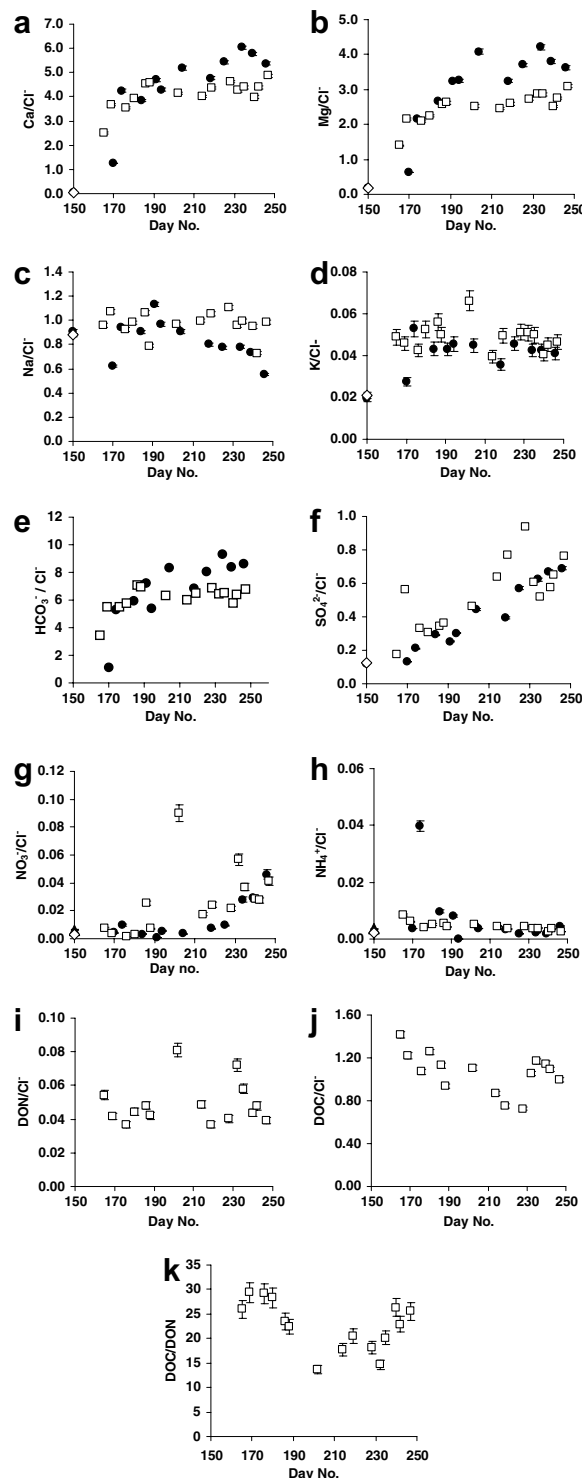 a
b
Ca/Cl-
7.0
6.0
5.0
4.0
3.0
2.0
1.0
0.0
150 170 190 210 230 250
Day No.
Mg/Cl-
5.0
4.0
3.0
2.0
1.0
0.0
150 170 190 210 230 250
Day No.
c
d
Na/Cl-
1.4
1.2
1.0
0.8
0.6
0.4
0.2
0.0
150 170 190 210 230 250
Day No.
K/Cl-
0.08
0.06
0.04
0.02
0.00
150 170 190 210 230 250
Day No.
e
f
HCO3-/ Cl-
12
10
8
6
4
2
0
150 170 190 210 230 250
Day No.
SO42-/Cl-
1.0
0.8
0.6
0.4
0.2
0.0
150 170 190 210 230 250
Day No.
g
h
NO3-/Cl-
0.12
0.10
0.08
0.06
0.04
0.02
0.00
150 170 190 210 230 250
Day no.
NH4+/Cl-
0.06
0.04
0.02
0.00
150 170 190 210 230 250
Day No.
i
j
DON/Cl-
0.10
0.08
0.06
0.04
0.02
0.00
150 170 190 210 230 250
Day No.
DOC/Cl-
1.60
1.20
0.80
0.40
0.00
150 170 190 210 230 250
Day No.
k
DOC/DON
35
30
25
20
15
10
5
0
150 170 190 210 230 250
Day No.